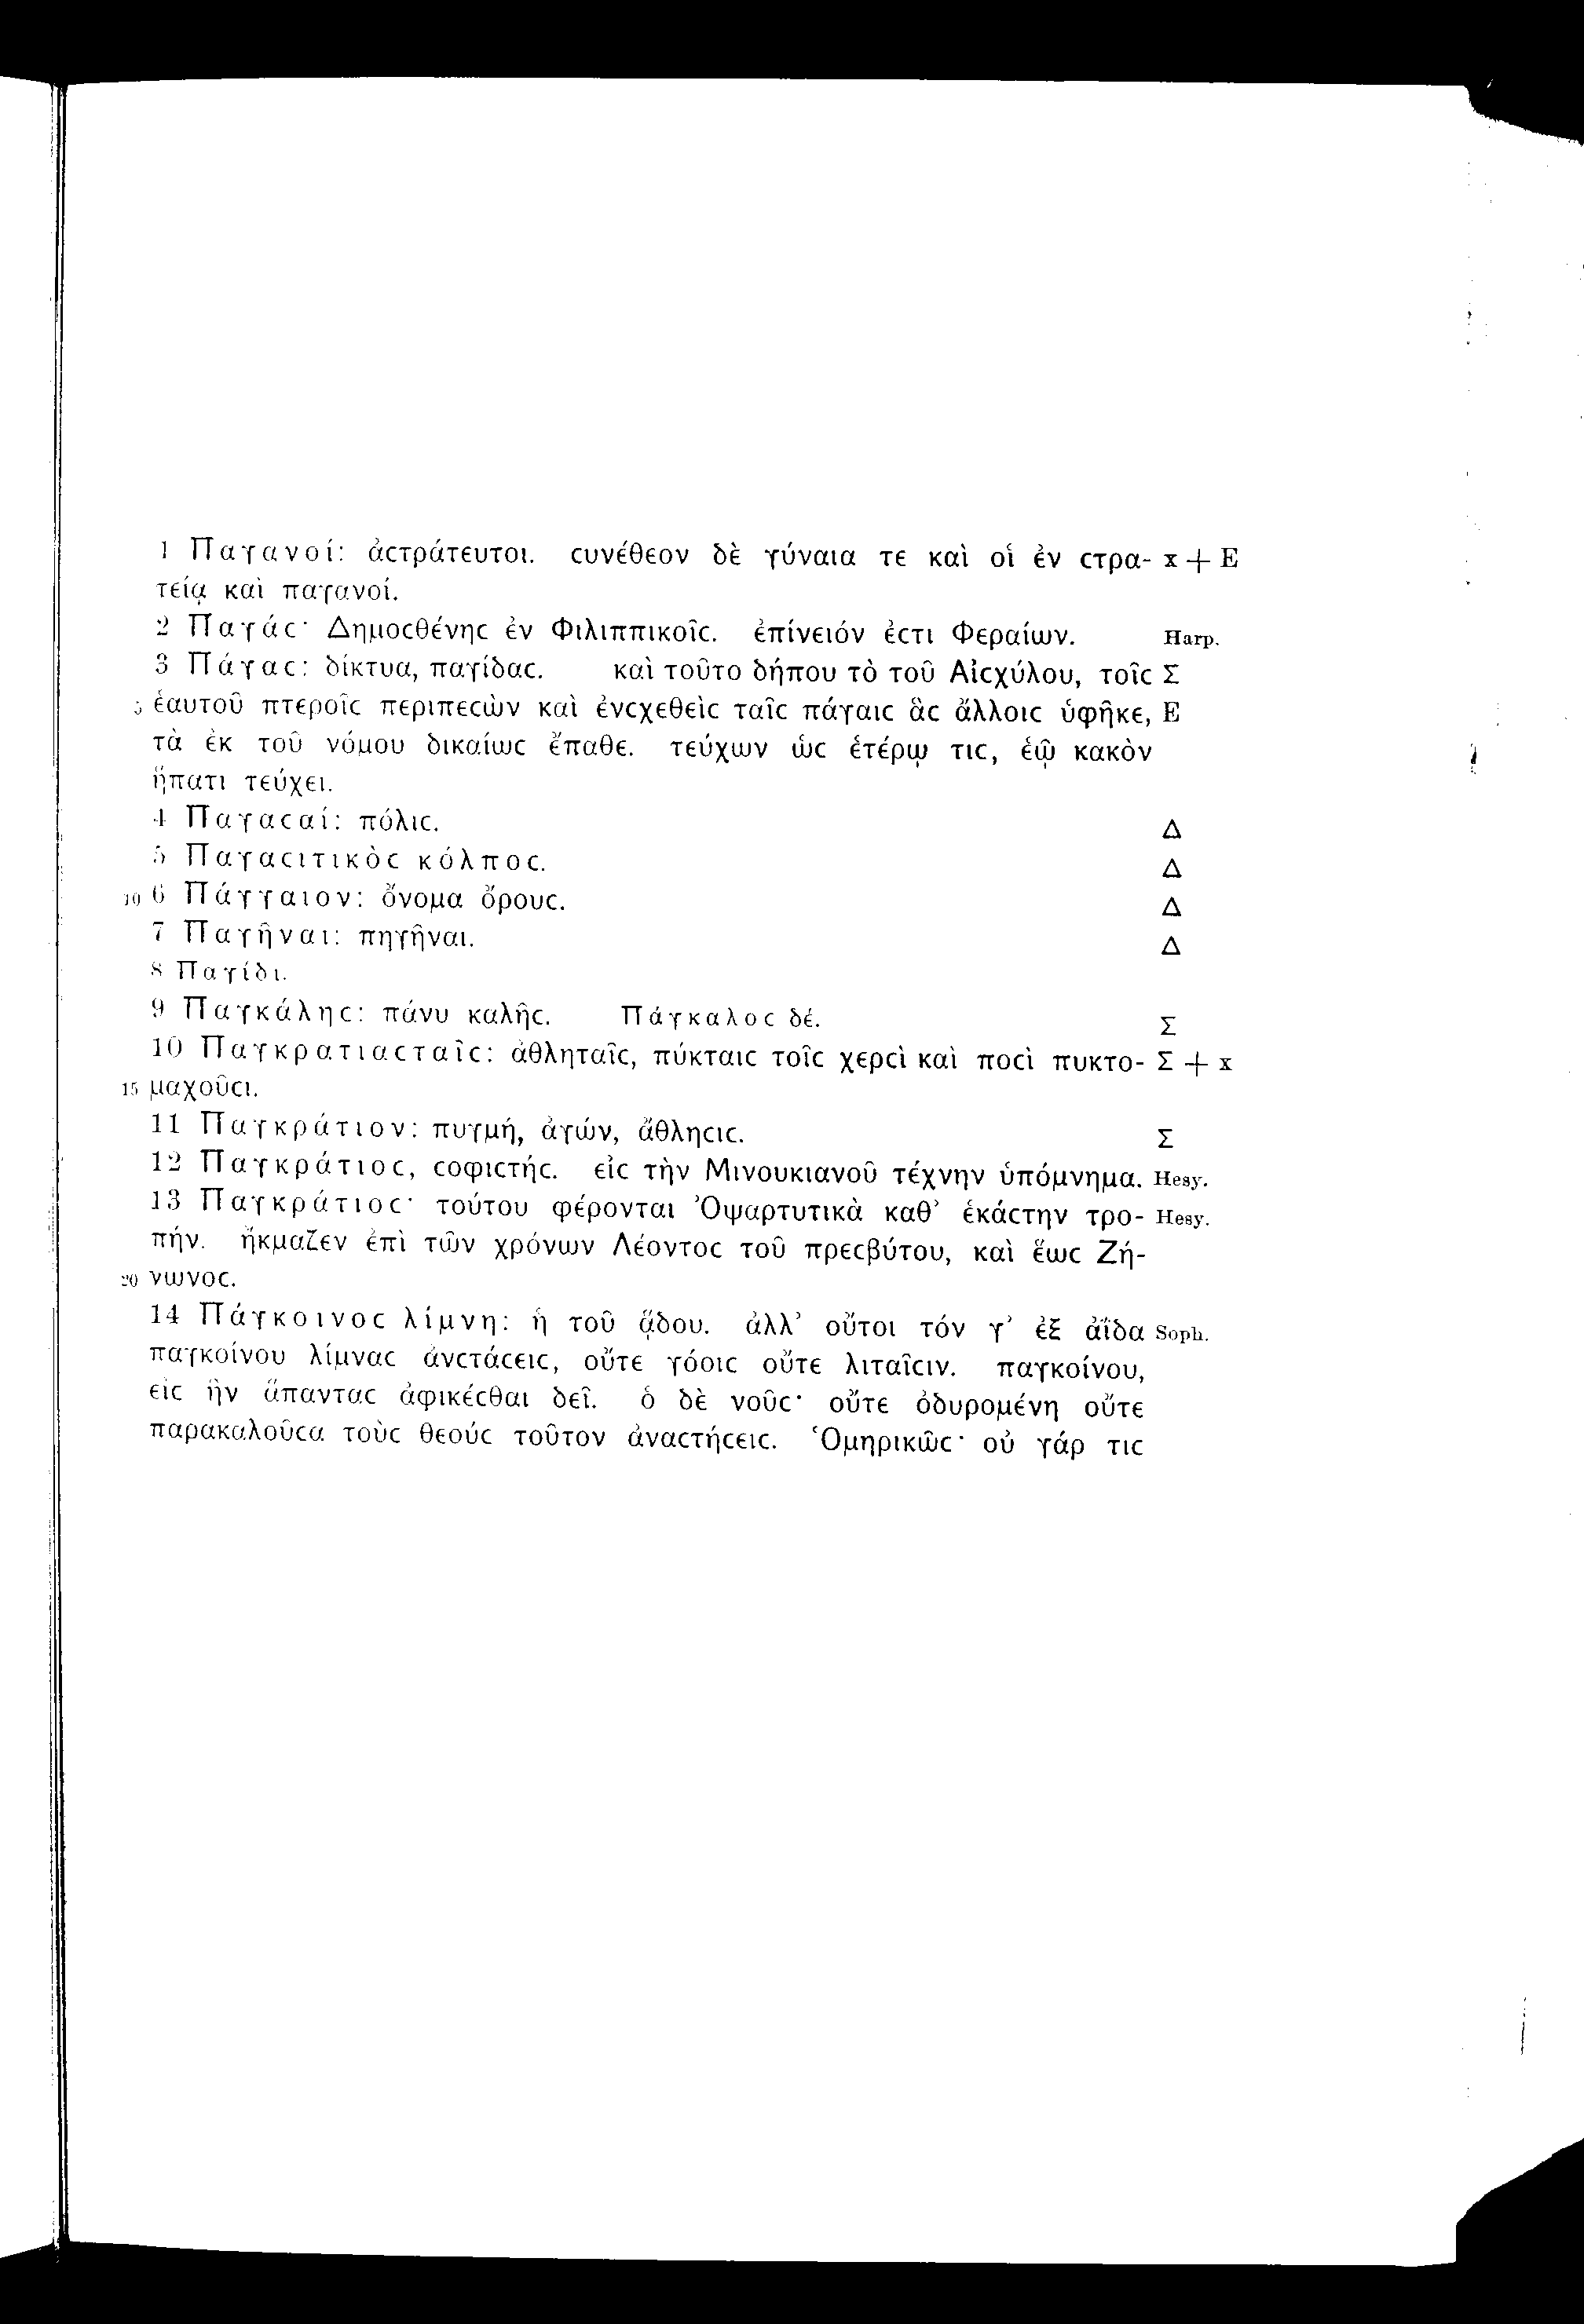 1 Παγανοί: ἀϲτράτευτοι. ϲυνέθεον δὲ γύναια τε καὶ οἱ ἐν ϲτρα- x + E
τείᾳ καὶ παγανοί.
2 Παγάϲ· Δημοϲθένηϲ ἐν Φιλιππικοῖϲ. ἐπίνειόν ἐϲτι Φεραίων. Harp.
3 Πάγαϲ: δίκτυα, παγίδαϲ. καὶ τοῦτο δήπου τὸ τοῦ Αἰϲχύλου, τοῖϲ Σ
5 ἑαυτοῦ πτεροῖϲ περιπεϲὼν καὶ ἐνϲχεθεὶϲ ταῖϲ πάγαιϲ ἃϲ ἄλλοιϲ ὑφῆκε, E
τὰ ἐκ τοῦ νόμου δικαίωϲ ἔπαθε. τεύχων ὡϲ ἑτέρῳ τιϲ, ἑῷ κακὸν
ἥπατι τεύχει.
4 Παγαϲαί: πόλιϲ. Δ
5 Παγαϲιτικὸϲ κόλποϲ. Δ
10 6 Πάγγαιον: ὄνομα ὄρουϲ. Δ
7 Παγῆναι: πηγῆναι. Δ
8 Παγίδι.
9 Παγκάληϲ: πάνυ καλῆϲ. Πάγκαλοϲ δέ. Σ
10 Παγκρατιαϲταῖϲ: ἀθληταῖϲ, πύκταιϲ τοῖϲ χερϲὶ καὶ ποϲὶ πυκτο- Σ + x
15 μαχοῦϲι.
11 Παγκράτιον: πυγμή, ἀγών, ἄθληϲιϲ. Σ
12 Παγκράτιοϲ, ϲοφιϲτήϲ. εἰϲ τὴν Μινουκιανοῦ τέχνην ὑπόμνημα. Hesy.
13 Παγκράτιοϲ· τούτου φέρονται Ὀψαρτυτικὰ καθ’ ἑκάϲτην τρο- Hesy.
πήν. ἤκμαζεν ἐπὶ τῶν χρόνων Λέοντοϲ τοῦ πρεϲβύτου, καὶ ἕωϲ Ζή-
20 νωνοϲ.
14 Πάγκοινοϲ λίμνη: ἡ τοῦ ᾅδου. ἀλλ’ οὔτοι τόν γ’ ἐξ ἀΐδα Soph.
παγκοίνου λίμναϲ ἀνϲτάϲειϲ, οὔτε γόοιϲ οὔτε λιταῖϲιν. παγκοίνου,
εἰϲ ἣν ἅπανταϲ ἀφικέϲθαι δεῖ. ὁ δὲ νοῦϲ· οὔτε ὀδυρομένη οὔτε
παρακαλοῦϲα τοὺϲ θεούϲ τοῦτον ἀναϲτήϲειϲ. Ὁμηρικῶϲ· οὐ γάρ τιϲ